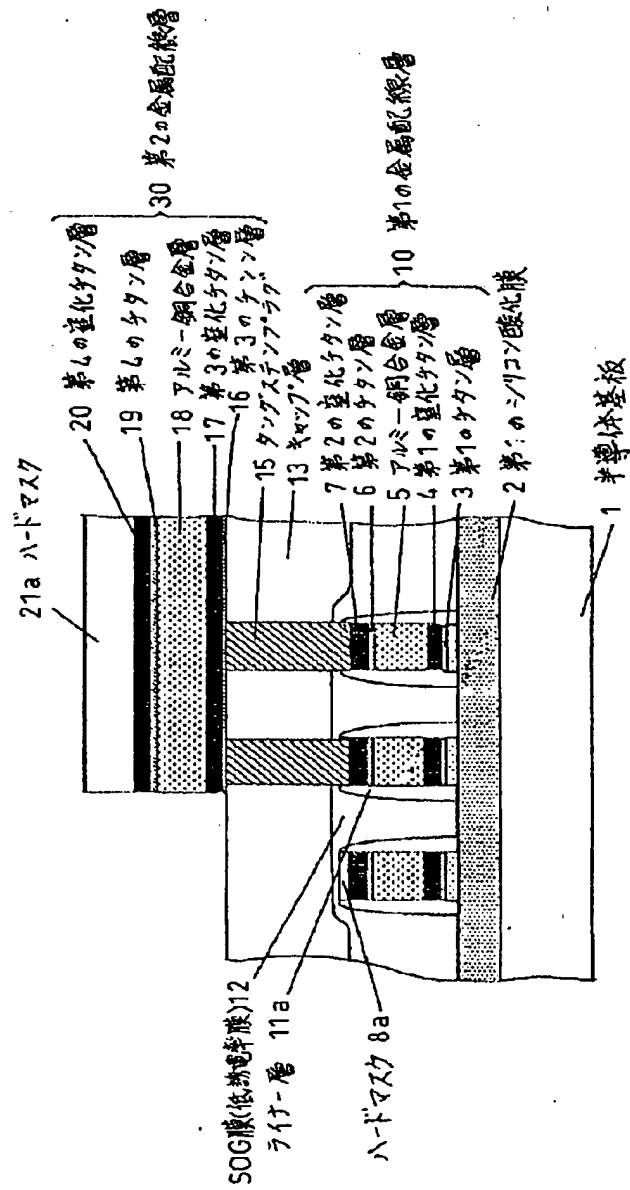 21a ハードマスク
20 第4の窒化チタン層
19 第4のチタン層
18 アルミー銅合金層
17 第3の窒化チタン層
16 第3のチタン層
30 第2の金属配線層
15 タングステンプラグ
13 キャップ層
7 第2の窒化チタン層
6 第2のチタン層
5 アルミー銅合金層
4 第1の窒化チタン層
3 第1のチタン層
10 第1の金属配線層
2 第1のシリコン酸化膜
1 半導体基板
SOG膜(低誘電率膜)12
ライナー層 11a
ハードマスク 8a